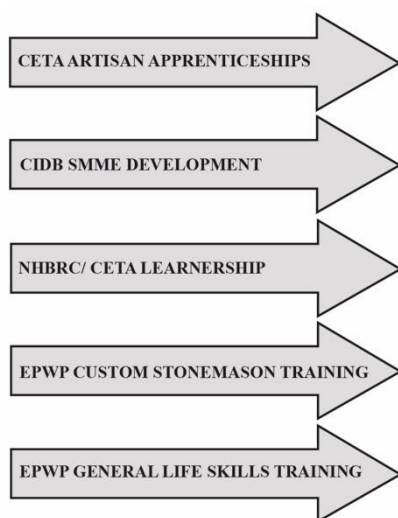 CETA ARTISAN APPRENTICESHIPS
CIDB SMME DEVELOPMENT
NHBRC/ CETA LEARNERSHIP
EPWP CUSTOM STONEMASON TRAINING
EPWP GENERAL LIFE SKILLS TRAINING